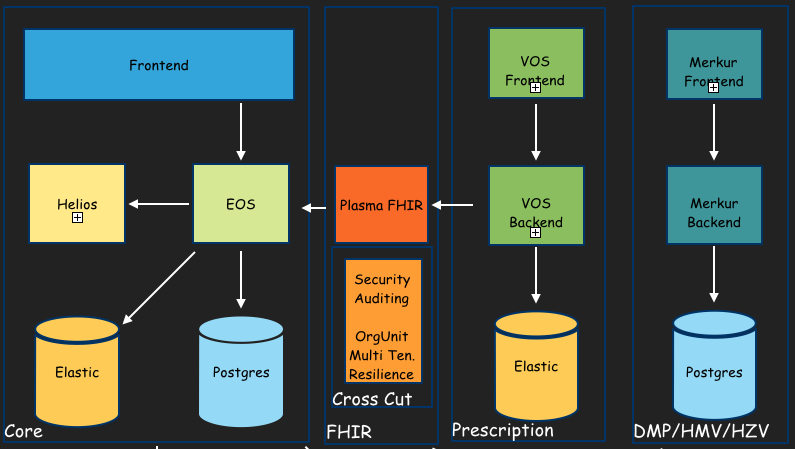 Frontend
VOS
Frontend
Merkur
Frontend
Helios
EOS
Plasma FHIR
VOS
Backend
Merkur
Backend
Security
Auditing
OrgUnit
Multi Ten.
Resilience
Elastic
Postgres
Elastic
Postgres
Cross Cut
Core
FHIR
Prescription
DMP/HMV/HZV